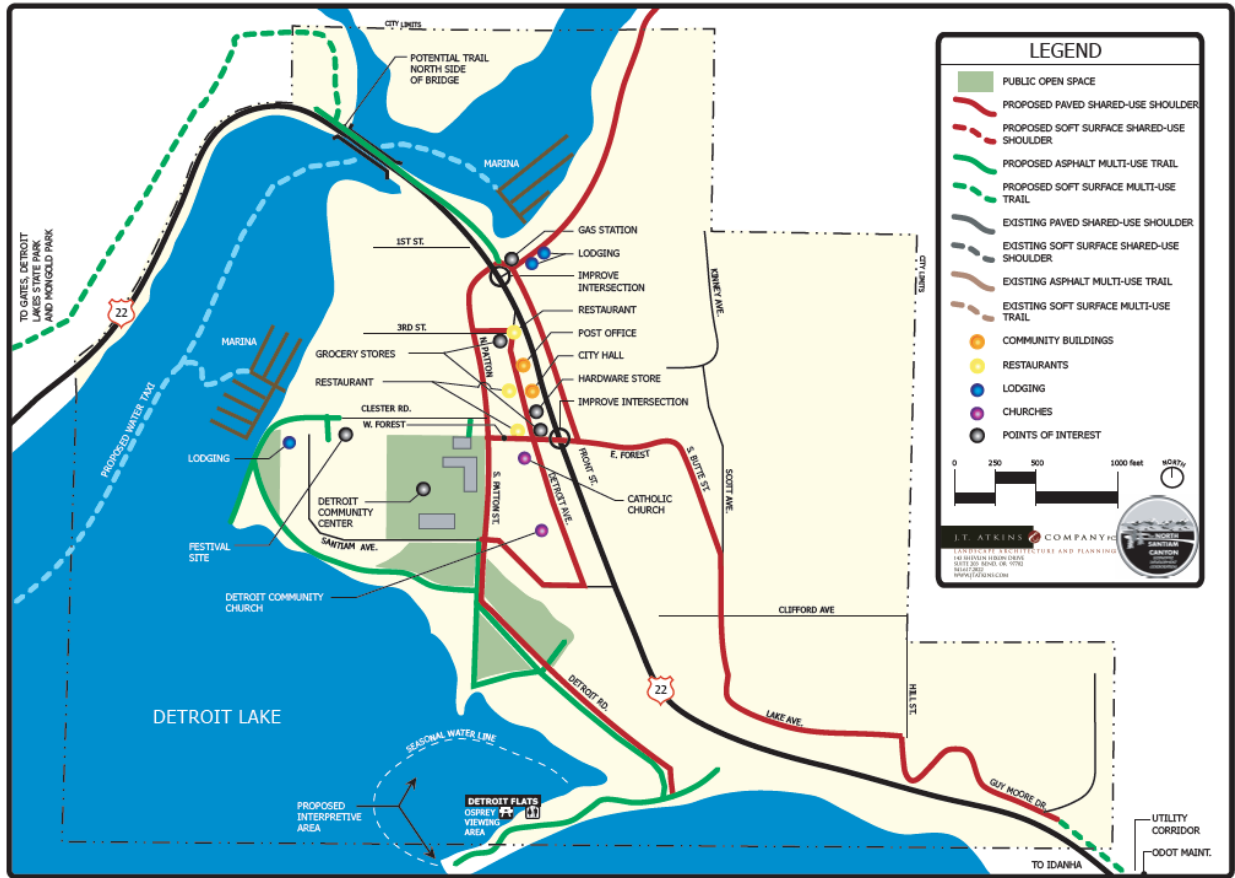 CITY LIMITS
POTENTIAL TRAIL
NORTH SIDE
OF BRIDGE
MARINA
1ST ST.
GAS STATION
LODGING
IMPROVE
INTERSECTION
RESTAURANT
3RD ST.
POST OFFICE
GROCERY STORES
N. PATTON
CITY HALL
RESTAURANT
HARDWARE STORE
IMPROVE INTERSECTION
CLESTER RD.
W. FOREST
TO GATES, DETROIT
LAKES STATE PARK
AND MONGOLD PARK
22
MARINA
PROPOSED WATER TAXI
LODGING
DETROIT
COMMUNITY
CENTER
SANTIAM AVE.
FESTIVAL
SITE
DETROIT COMMUNITY
CHURCH
S. PATTON ST.
DETROIT AVE.
FRONT ST.
E. FOREST
S. BUTTE ST.
SCOTT AVE.
KINNEY AVE.
CITY LIMITS
CATHOLIC
CHURCH
CLIFFORD AVE
HILL ST.
22
LAKE AVE.
GUY MOORE DR.
DETROIT RD.
DETROIT LAKE
SEASONAL WATER LINE
PROPOSED
INTERPRETIVE
AREA
DETROIT FLATS
OSPREY
VIEWING
AREA
TO IDANHA
UTILITY
CORRIDOR
ODOT MAINT.
LEGEND
PUBLIC OPEN SPACE
PROPOSED PAVED SHARED-USE SHOULDER
PROPOSED SOFT SURFACE SHARED-USE
SHOULDER
PROPOSED ASPHALT MULTI-USE TRAIL
PROPOSED SOFT SURFACE MULTI-USE
TRAIL
EXISTING PAVED SHARED-USE SHOULDER
EXISTING SOFT SURFACE SHARED-USE
SHOULDER
EXISTING ASPHALT MULTI-USE TRAIL
EXISTING SOFT SURFACE MULTI-USE
TRAIL
COMMUNITY BUILDINGS
RESTAURANTS
LODGING
CHURCHES
POINTS OF INTEREST
0 250 500 1000 feet
NORTH
J.T. ATKINS COMPANY PC
LANDSCAPE ARCHITECTURE AND PLANNING
SUITE 203 BEND, OR 97702
WWW.JTATKINS.COM
NORTH
SANTIAM
CANYON